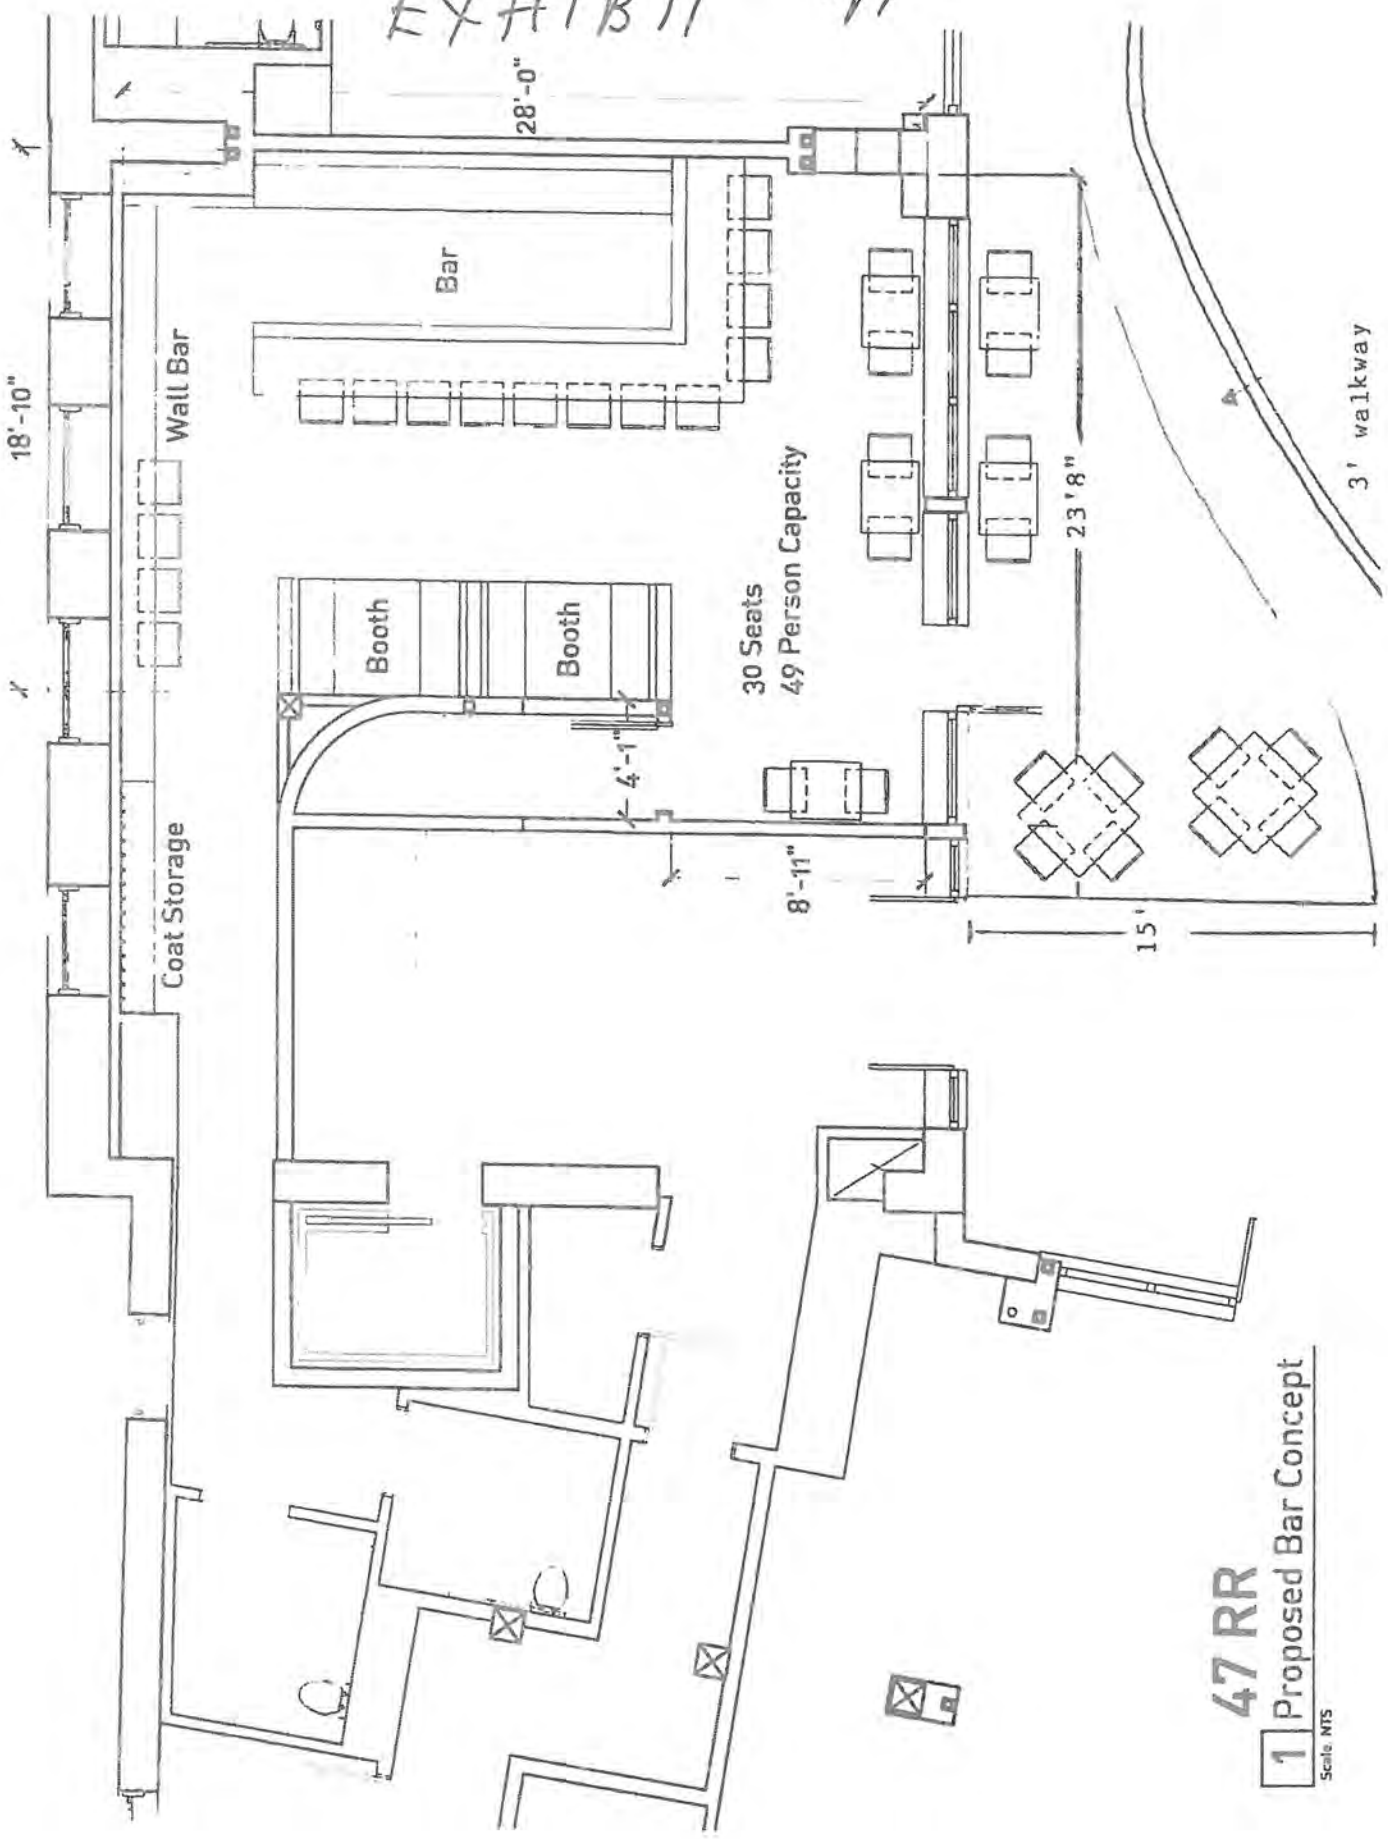 EXHIBIT
18'-10"
28'-0"
Wall Bar
Bar
Coat Storage
Booth
Booth
4'-1"
30 Seats
49 Person Capacity
8'-11"
23'8"
15'
3' walkway
47 RR
1 Proposed Bar Concept
Scale: NTS